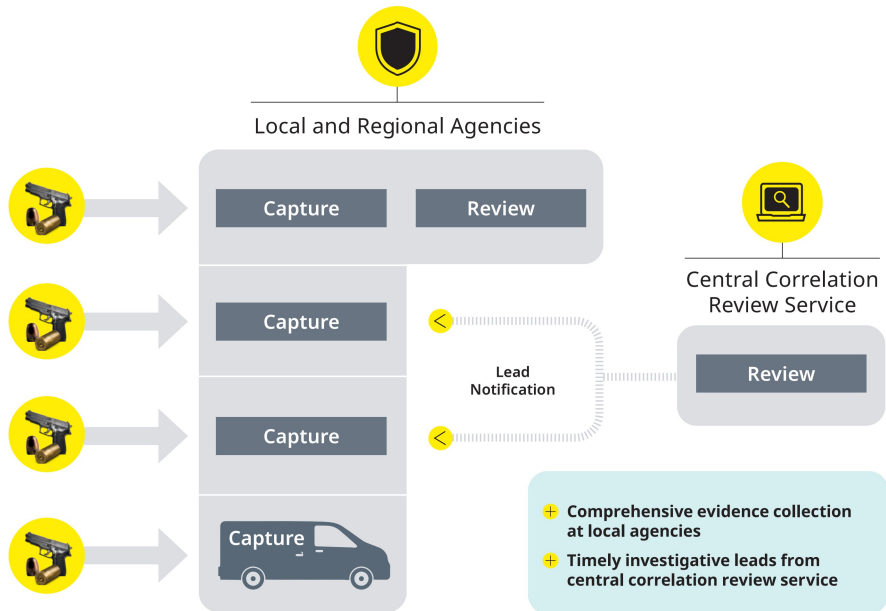 Local and Regional Agencies
Capture
Review
Central Correlation
Review Service
Capture
Lead
Notification
Review
Capture
Capture
Comprehensive evidence collection
at local agencies
Timely investigative leads from
central correlation review service